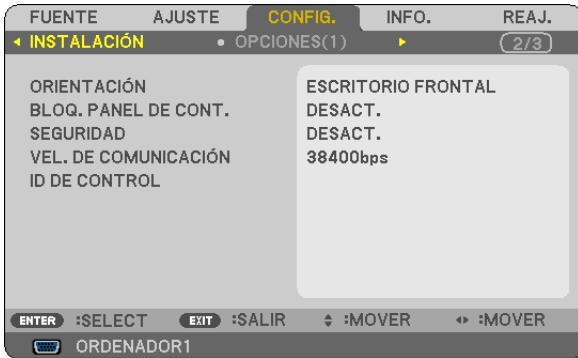 FUENTE AJUSTE CONFIG. INFO. REAJ.
INSTALACIÓN • OPCIONES(1) 2/3
ORIENTACIÓN ESCRITORIO FRONTAL
BLOQ. PANEL DE CONT. DESACT.
SEGURIDAD DESACT.
VEL. DE COMUNICACIÓN 38400bps
ID DE CONTROL
ENTER :SELECT EXIT :SALIR :MOVER :MOVER
ORDENADOR1